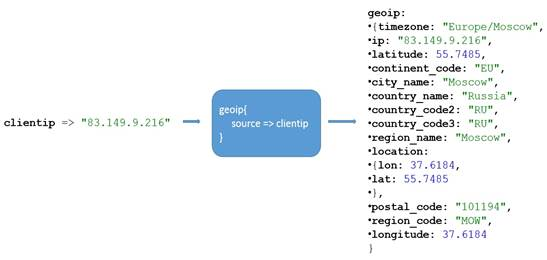 clientip => "83.149.9.216"
geoip{
source => clientip
}
geoip:
•{timezone: "Europe/Moscow",
•ip: "83.149.9.216",
•latitude: 55.7485,
•continent_code: "EU",
•city_name: "Moscow",
•country_name: "Russia",
•country_code2: "RU",
•country_code3: "RU",
•region_name: "Moscow",
•location:
•{lon: 37.6184,
•lat: 55.7485
•},
•postal_code: "101194",
•region_code: "MOW",
•longitude: 37.6184
}